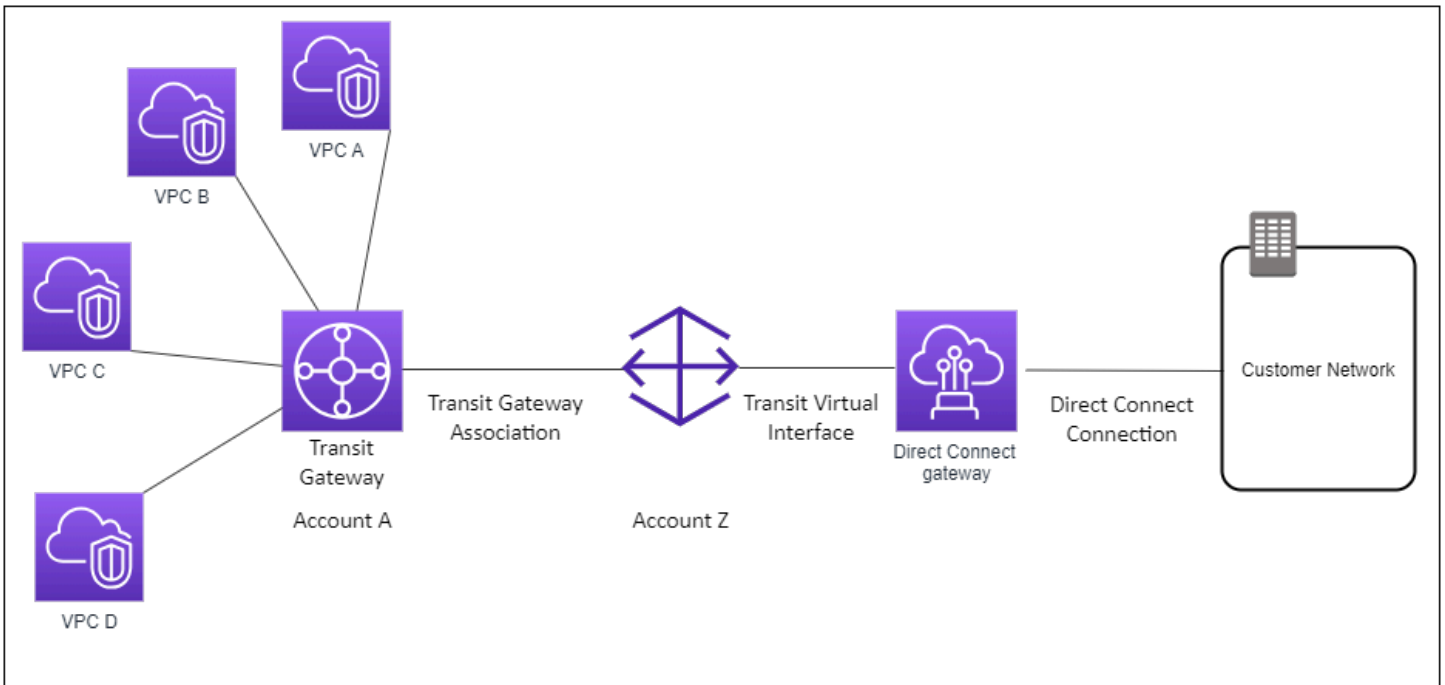 VPC A
VPC B
VPC C
VPC D
Transit
Gateway
Account A
Transit Gateway
Association
Account Z
Transit Virtual
Interface
Direct Connect
gateway
Direct Connect
Connection
Customer Network